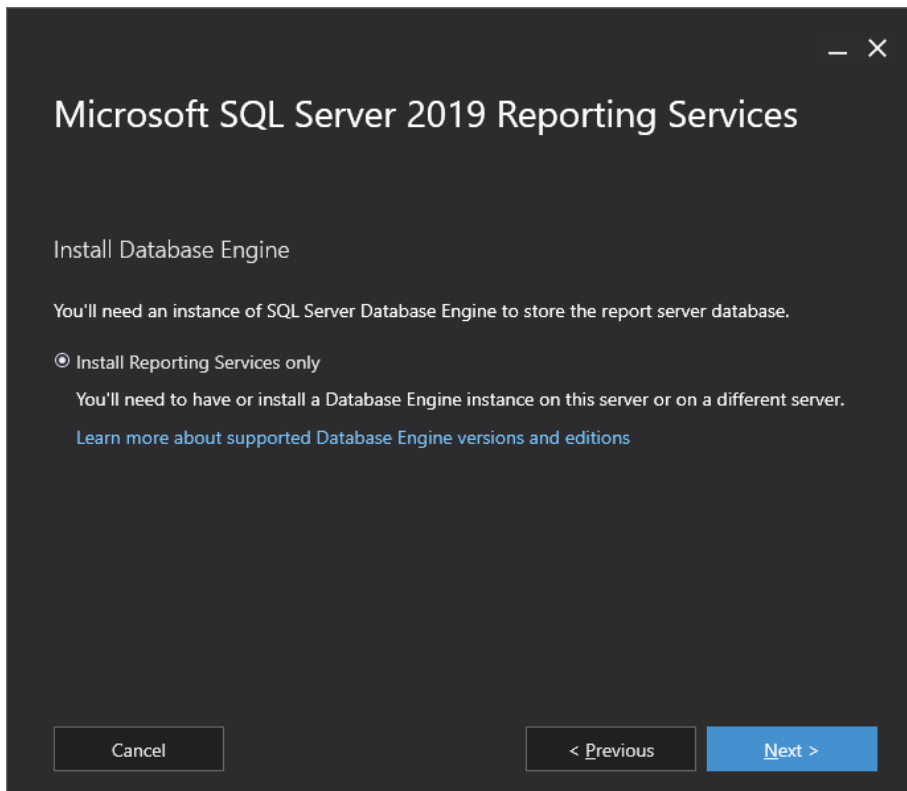 Microsoft SQL Server 2019 Reporting Services
Install Database Engine
You'll need an instance of SQL Server Database Engine to store the report server database.
Install Reporting Services only
You'll need to have or install a Database Engine instance on this server or on a different server.
Learn more about supported Database Engine versions and editions
Cancel
< Previous
Next >